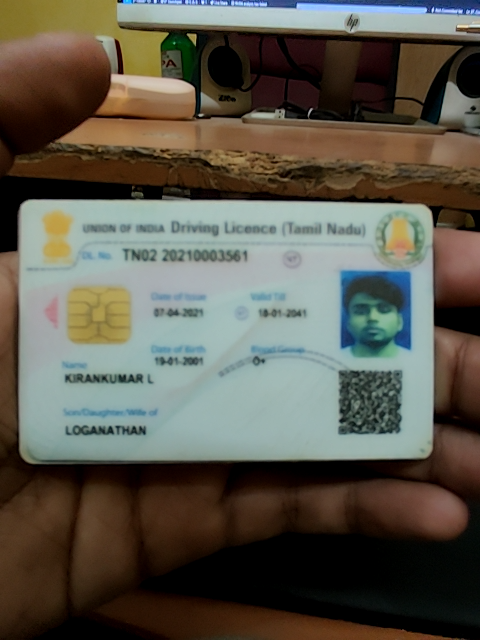 hp
UNION OF INDIA Driving Licence (Tamil Nadu)
DL No. TN02 20210003561
Date of Issue Valid Till
07-04-2021 18-01-2041
Date of Birth Blood Group
19-01-2001 O+
Name
KIRANKUMAR L
Son/Daughter/Wife of
LOGANATHAN